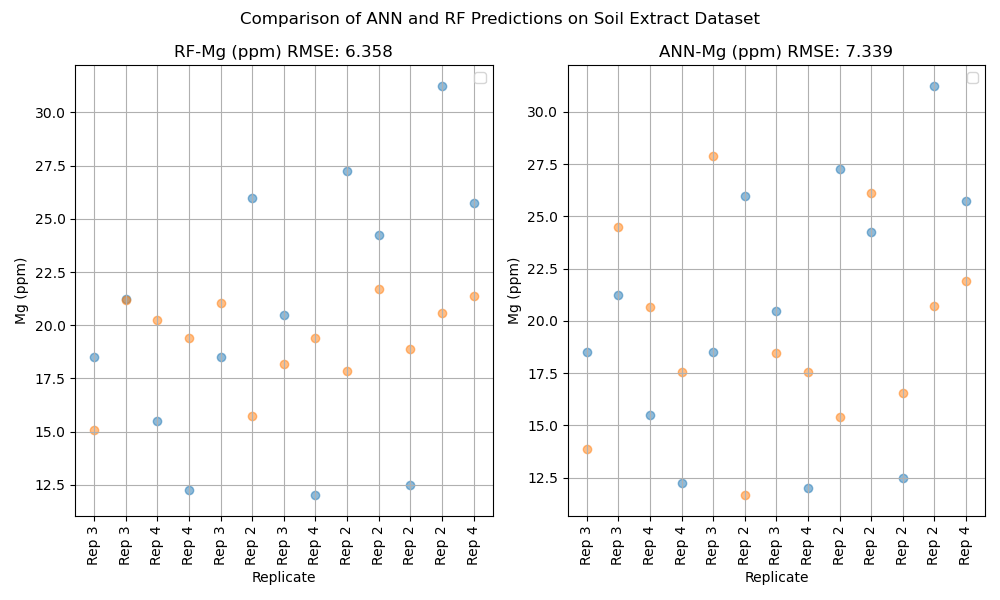 Comparison of ANN and RF Predictions on Soil Extract Dataset
RF-Mg (ppm) RMSE: 6.358
30.0
27.5
25.0
22.5
20.0
17.5
15.0
12.5
Mg (ppm)
Rep 3
Rep 3
Rep 4
Rep 4
Rep 3
Rep 2
Rep 3
Rep 4
Rep 2
Rep 2
Rep 2
Rep 2
Rep 4
Replicate
ANN-Mg (ppm) RMSE: 7.339
30.0
27.5
25.0
22.5
20.0
17.5
15.0
12.5
Mg (ppm)
Rep 3
Rep 3
Rep 4
Rep 4
Rep 3
Rep 2
Rep 3
Rep 4
Rep 2
Rep 2
Rep 2
Rep 2
Rep 4
Replicate